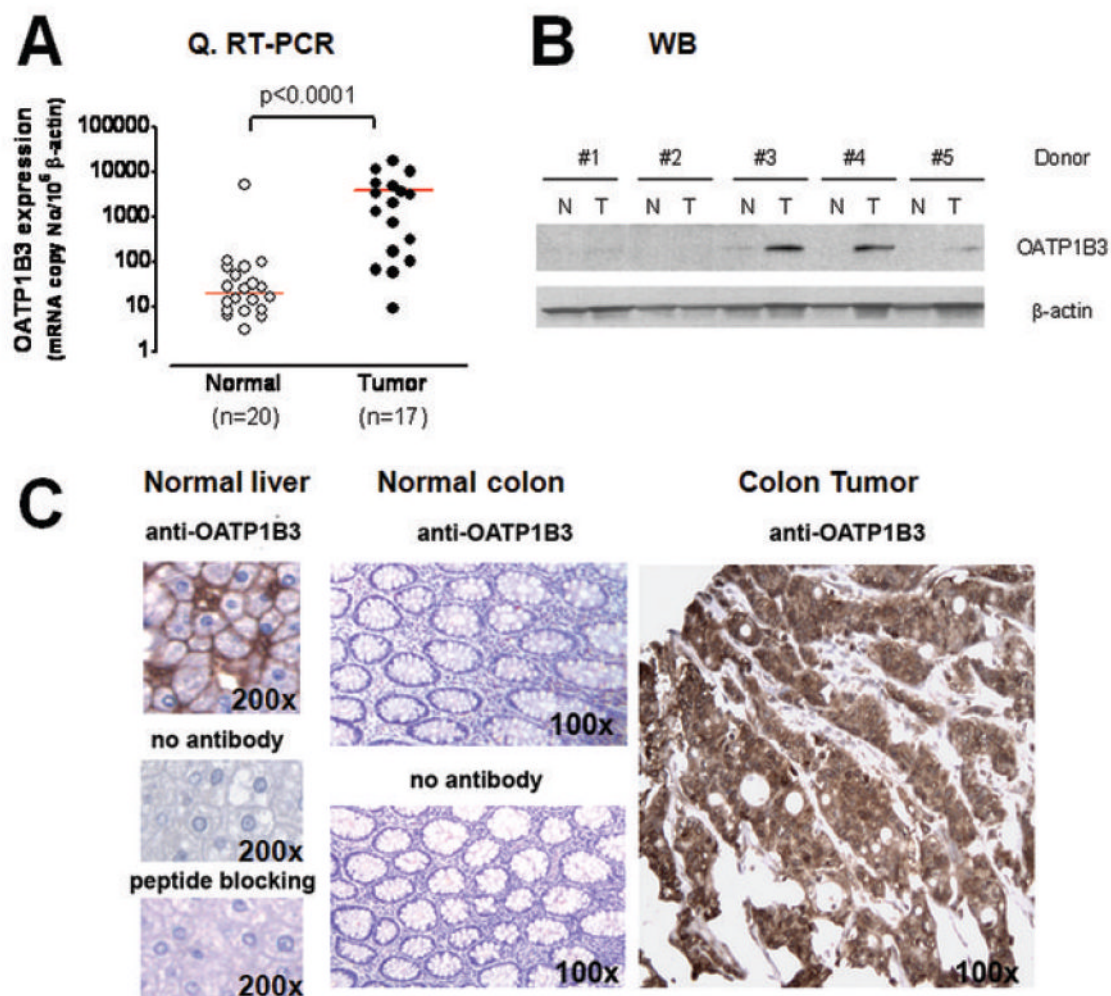 A
Q. RT-PCR
OATP1B3 expression
(mRNA copy No/10⁶ β-actin)
p<0.0001
100000
10000
1000
100
10
1
Normal
Tumor
(n=20)
(n=17)
B
WB
#1 #2 #3 #4 #5 Donor
N T N T N T N T N T
OATP1B3
β-actin
C
Normal liver
anti-OATP1B3
200x
no antibody
200x
peptide blocking
200x
Normal colon
anti-OATP1B3
100x
no antibody
100x
Colon Tumor
anti-OATP1B3
100x